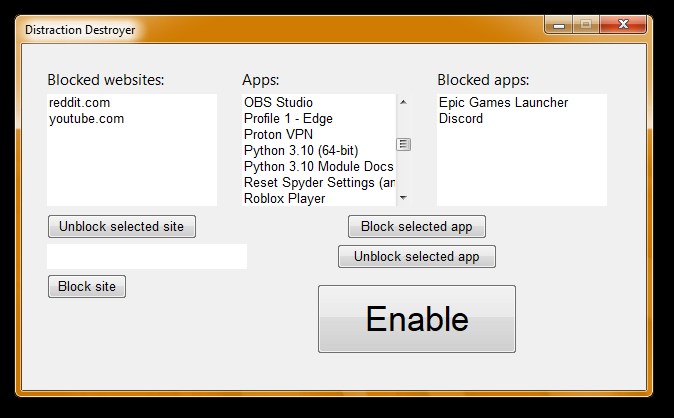 Distraction Destroyer
Blocked websites:
reddit.com
youtube.com
Unblock selected site
Block site
Apps:
OBS Studio
Profile 1 - Edge
Proton VPN
Python 3.10 (64-bit)
Python 3.10 Module Docs
Reset Spyder Settings (an
Roblox Player
Blocked apps:
Epic Games Launcher
Discord
Block selected app
Unblock selected app
Enable